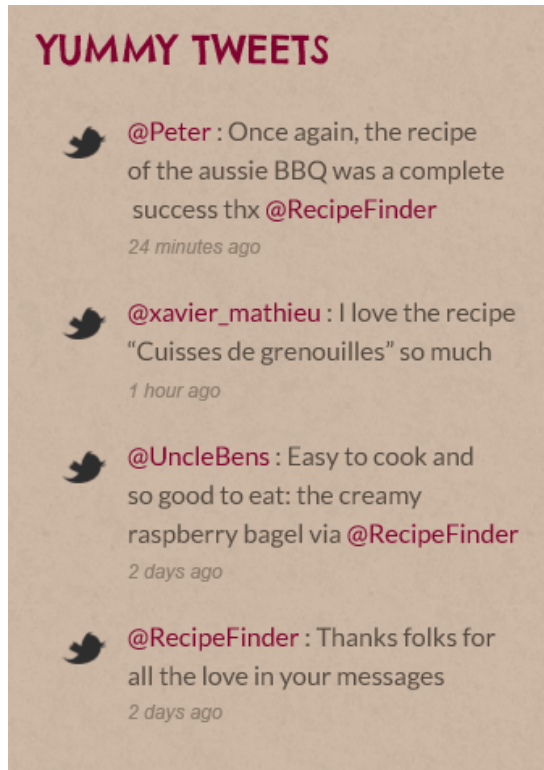 YUMMY TWEETS
@Peter : Once again, the recipe
of the aussie BBQ was a complete
success thx @RecipeFinder
24 minutes ago
@xavier_mathieu : I love the recipe
“Cuisses de grenouilles” so much
1 hour ago
@UncleBens : Easy to cook and
so good to eat: the creamy
raspberry bagel via @RecipeFinder
2 days ago
@RecipeFinder : Thanks folks for
all the love in your messages
2 days ago